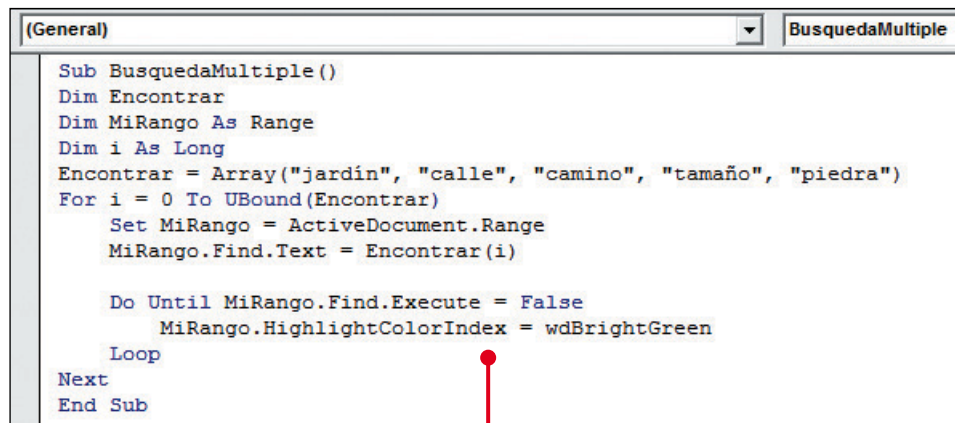 (General) BusquedaMultiple
Sub BusquedaMultiple()
Dim Encontrar
Dim MiRango As Range
Dim i As Long
Encontrar = Array("jardín", "calle", "camino", "tamaño", "piedra")
For i = 0 To UBound(Encontrar)
Set MiRango = ActiveDocument.Range
MiRango.Find.Text = Encontrar(i)
Do Until MiRango.Find.Execute = False
MiRango.HighlightColorIndex = wdBrightGreen
Loop
Next
End Sub